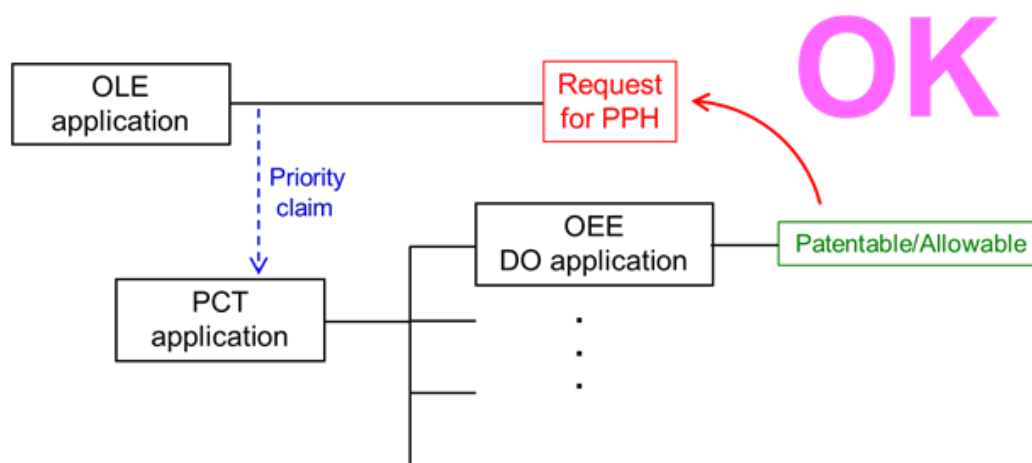 OK
OLE
application
Request
for PPH
Priority
claim
OEE
DO application
Patentable/Allowable
PCT
application